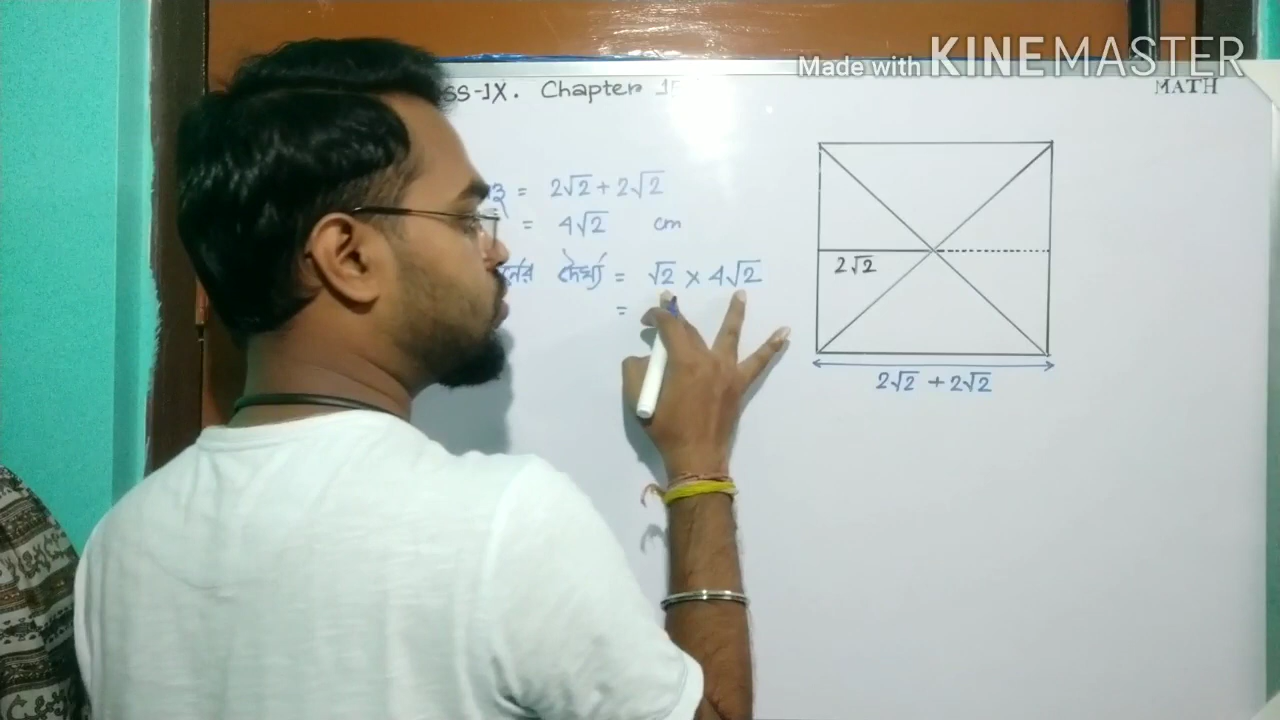 Made with KINEMASTER
ss-IX. Chapter 15
MATH
= 2√2 + 2√2
= 4√2 cm
দৈর্ঘ্য = √2 × 4√2
=
2√2
2√2 + 2√2